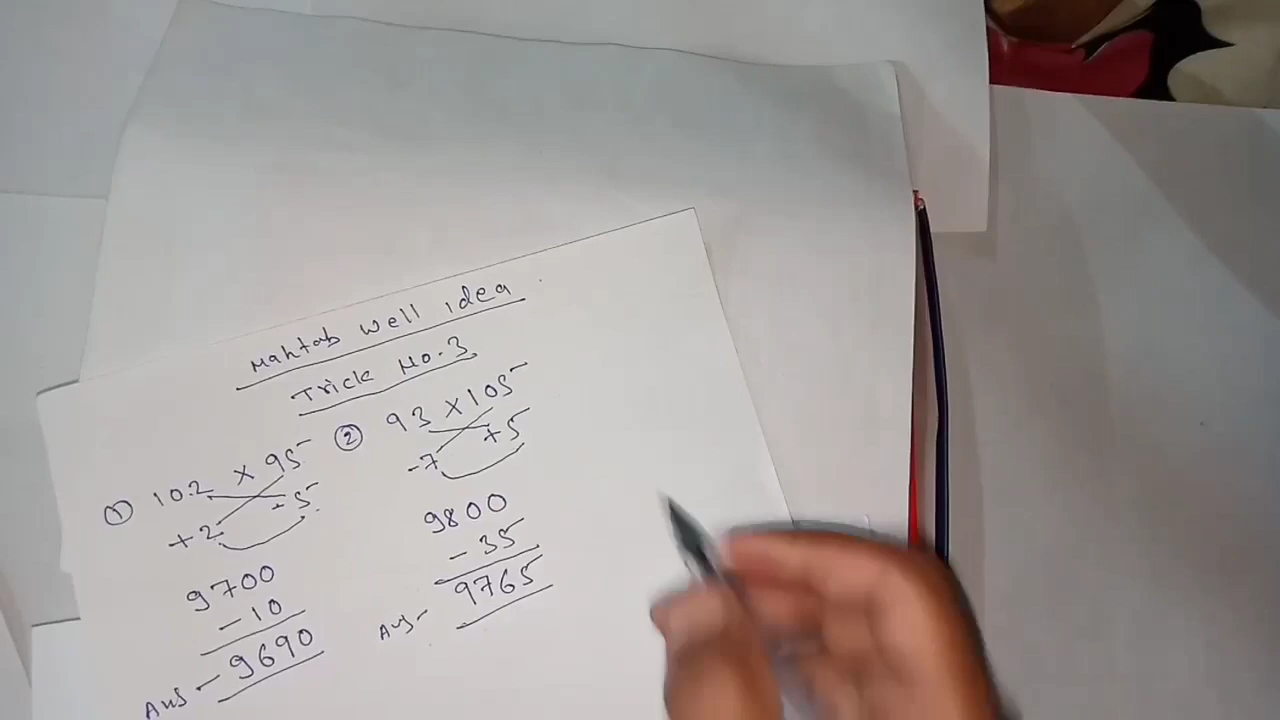 Mahtab Well idea
Trick No.3
① 102 × 95
+2 -5
9700
-10
Ans - 9690
② 93 × 105
-7 +5
9800
-35
Ans - 9765